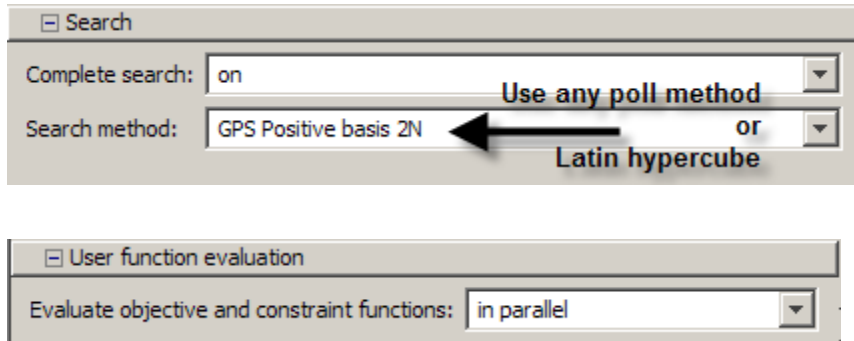 Search
Complete search: on
Use any poll method
Search method: GPS Positive basis 2N or
Latin hypercube
User function evaluation
Evaluate objective and constraint functions: in parallel